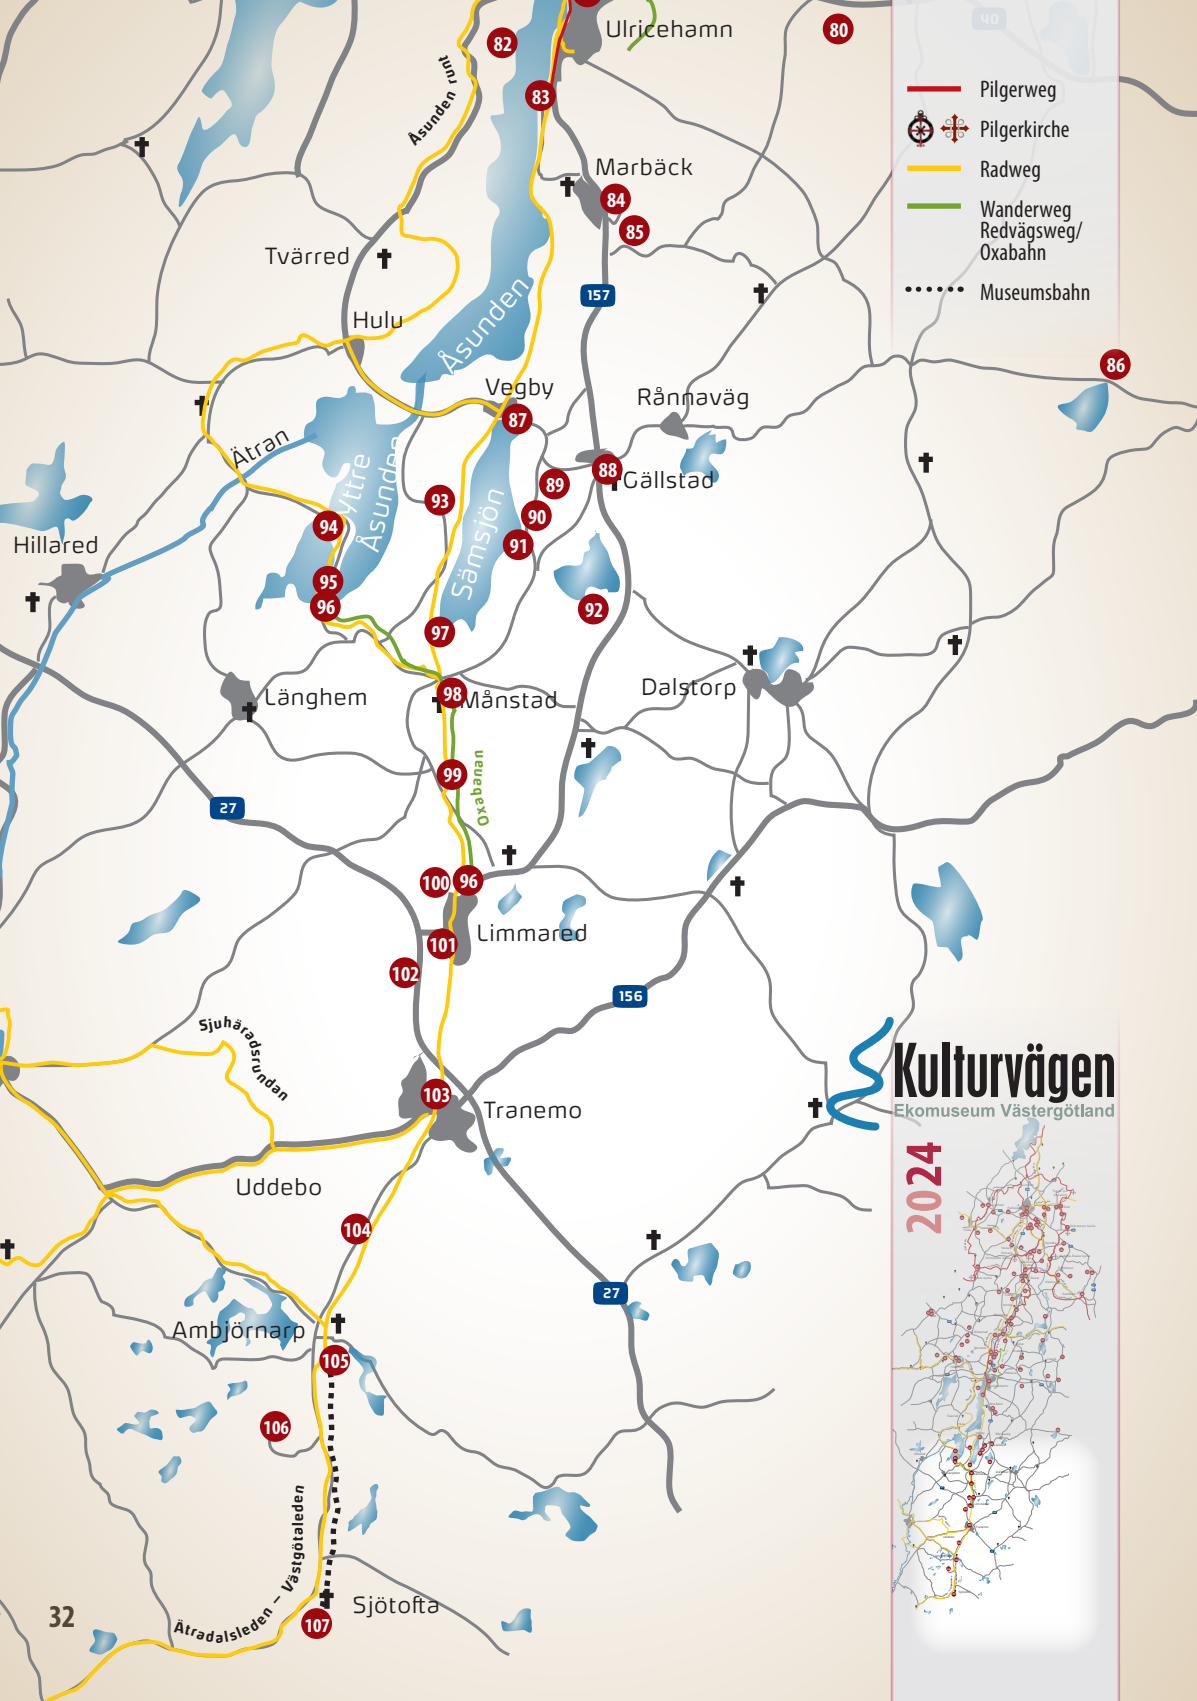 Ulricehamn
82
80
40
Åsunden runt
83
Pilgerweg
Pilgerkirche
Radweg
Wanderweg
Redvägsweg/
Oxabahn
Museumsbahn
Marbäck
84
85
Tvärred
157
Hulu
Åsunden
86
Vegby
87
Rånnaväg
Ätran
Yttre
Åsunden
88
Gällstad
89
93
90
94
91
Sämsjön
Hillared
95
96
92
97
Länghem
98
Månstad
Dalstorp
99
Oxabanan
27
100
96
Limmared
101
102
156
Sjuhäradsrundan
Kulturvägen
Ekomuseum Västergötland
2024
103
Tranemo
Uddebo
104
27
Ambjörnarp
105
106
Ätradalsleden – Västgötaleden
Sjötofta
107
32